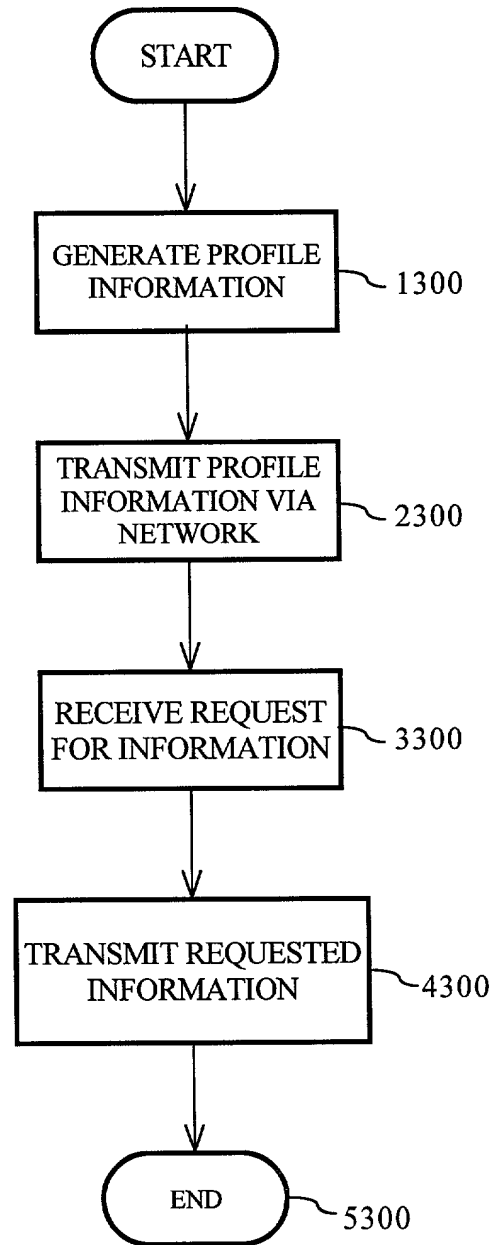 START
GENERATE PROFILE
INFORMATION
1300
TRANSMIT PROFILE
INFORMATION VIA
NETWORK
2300
RECEIVE REQUEST
FOR INFORMATION
3300
TRANSMIT REQUESTED
INFORMATION
4300
END
5300